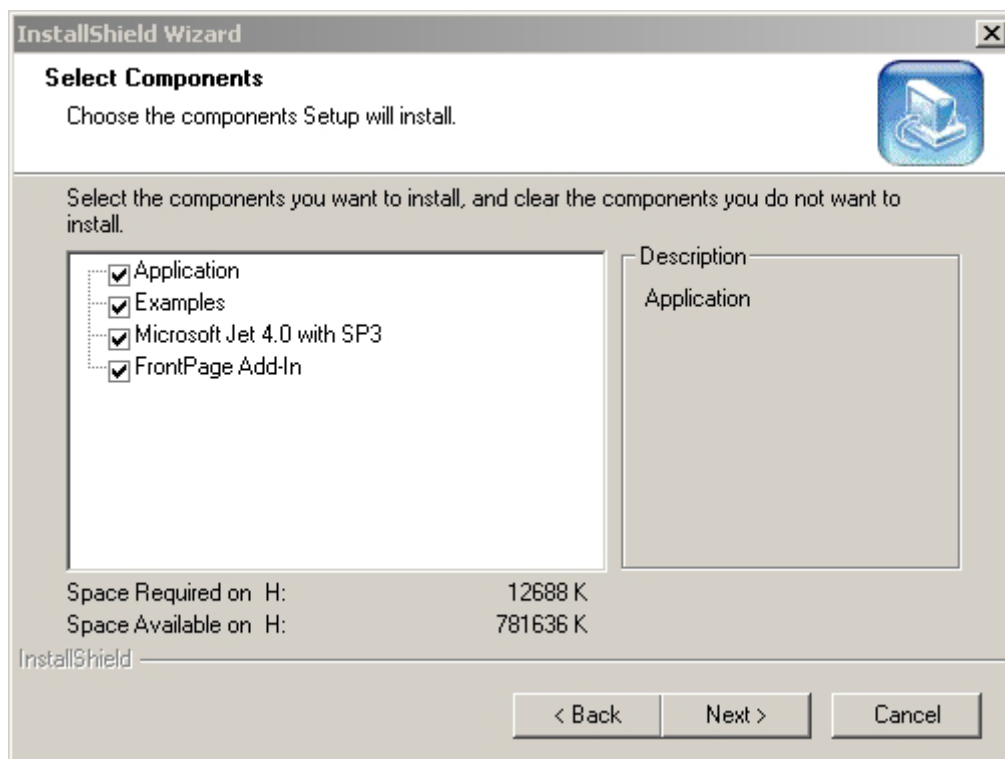 InstallShield Wizard
Select Components
Choose the components Setup will install.
Select the components you want to install, and clear the components you do not want to
install.
Application
Examples
Microsoft Jet 4.0 with SP3
FrontPage Add-In
Description
Application
Space Required on  H: 12688 K
Space Available on  H: 781636 K
InstallShield
< Back Next > Cancel